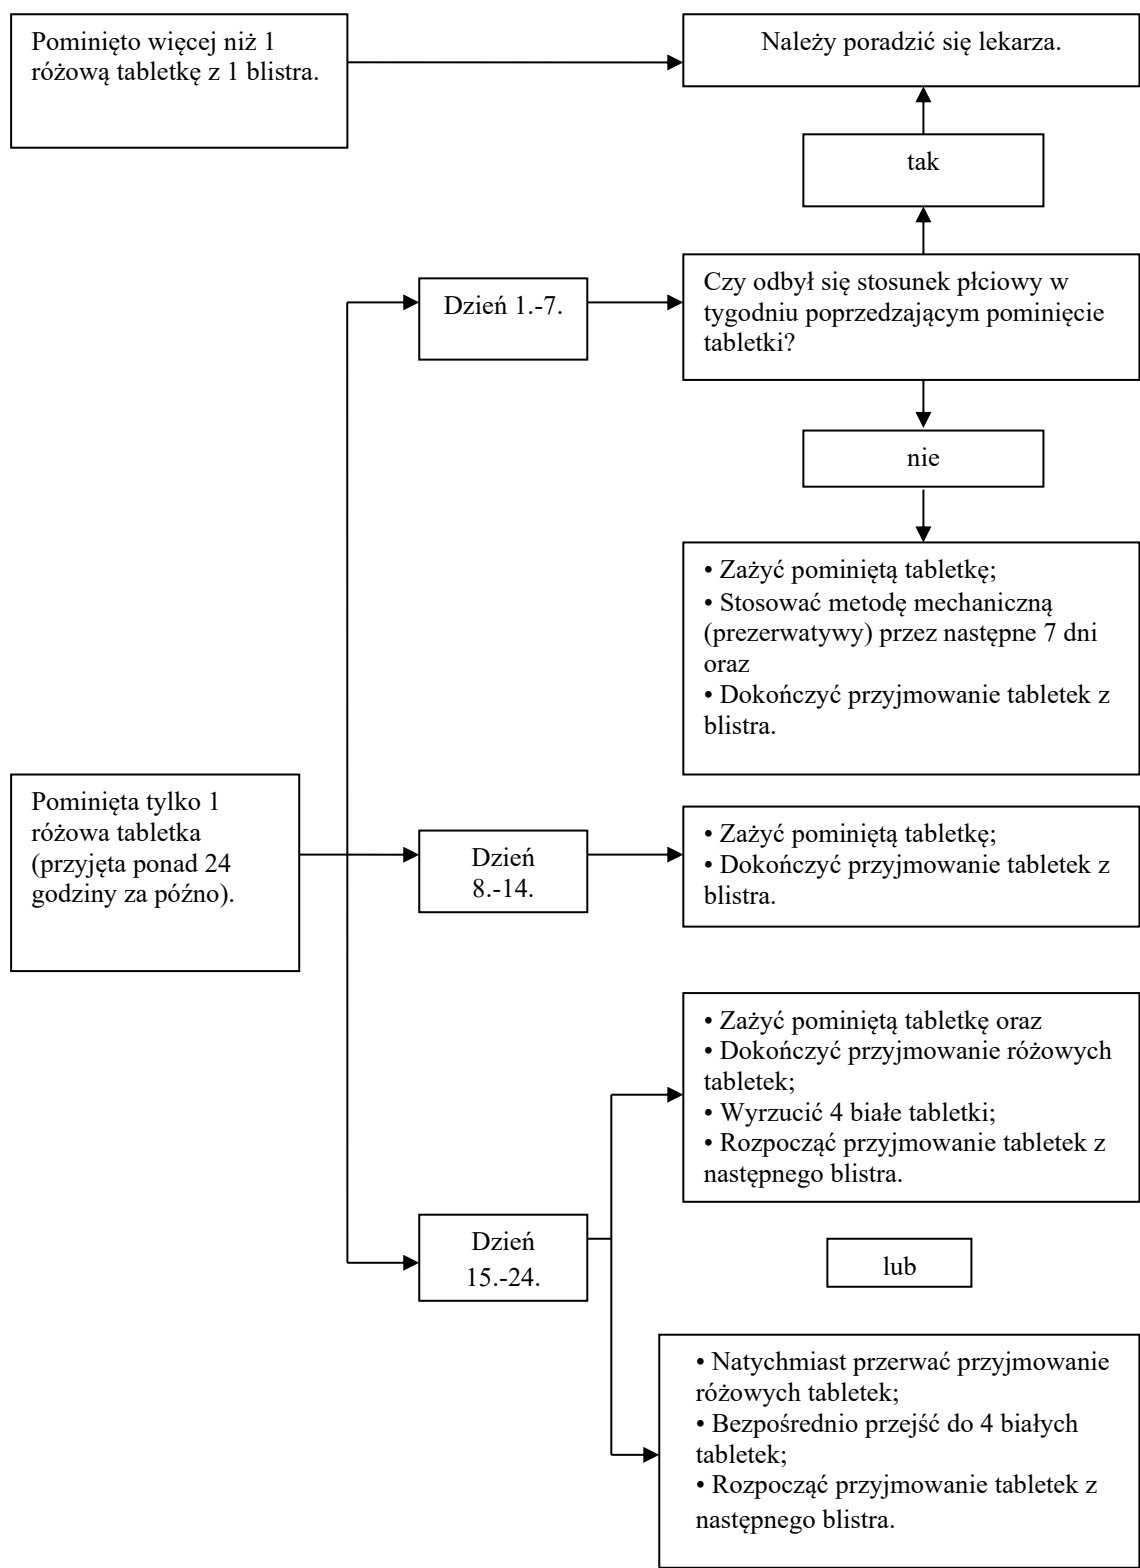 Pominięto więcej niż 1
różową tabletkę z 1 blistra.
Należy poradzić się lekarza.
tak
Dzień 1.-7.
Czy odbył się stosunek płciowy w
tygodniu poprzedzającym pominięcie
tabletki?
nie
• Zażyć pominiętą tabletkę;
• Stosować metodę mechaniczną
(prezerwatywy) przez następne 7 dni
oraz
• Dokończyć przyjmowanie tabletek z
blistra.
Pominięta tylko 1
różowa tabletka
(przyjęta ponad 24
godziny za późno).
Dzień
8.-14.
• Zażyć pominiętą tabletkę;
• Dokończyć przyjmowanie tabletek z
blistra.
Dzień
15.-24.
• Zażyć pominiętą tabletkę oraz
• Dokończyć przyjmowanie różowych
tabletek;
• Wyrzucić 4 białe tabletki;
• Rozpocząć przyjmowanie tabletek z
następnego blistra.
lub
• Natychmiast przerwać przyjmowanie
różowych tabletek;
• Bezpośrednio przejść do 4 białych
tabletek;
• Rozpocząć przyjmowanie tabletek z
następnego blistra.